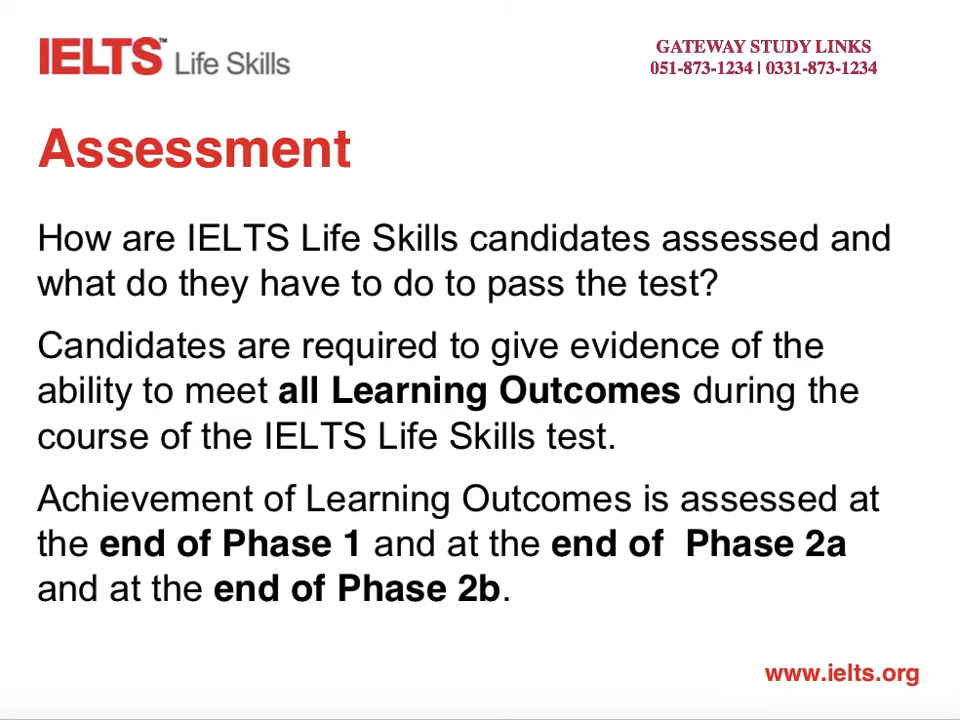 IELTS™ Life Skills
GATEWAY STUDY LINKS
051-873-1234 | 0331-873-1234
Assessment
How are IELTS Life Skills candidates assessed and
what do they have to do to pass the test?
Candidates are required to give evidence of the
ability to meet all Learning Outcomes during the
course of the IELTS Life Skills test.
Achievement of Learning Outcomes is assessed at
the end of Phase 1 and at the end of  Phase 2a
and at the end of Phase 2b.
www.ielts.org